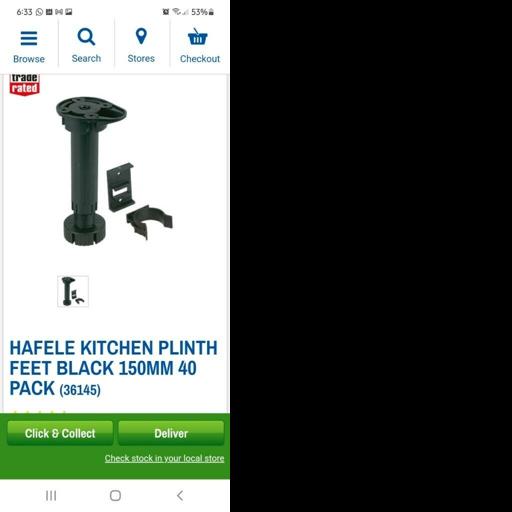 6:33 53%
Browse Search Stores Checkout
trade
rated
HAFELE KITCHEN PLINTH
FEET BLACK 150MM 40
PACK (36145)
Click & Collect Deliver
Check stock in your local store